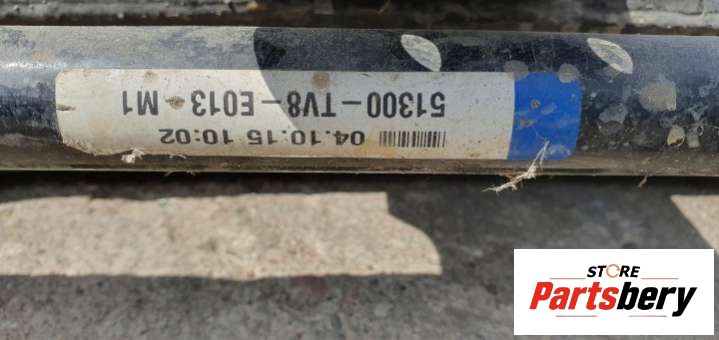 51300-TV8-E013-M1
04.10.15 10:02
STORE
Partsbery